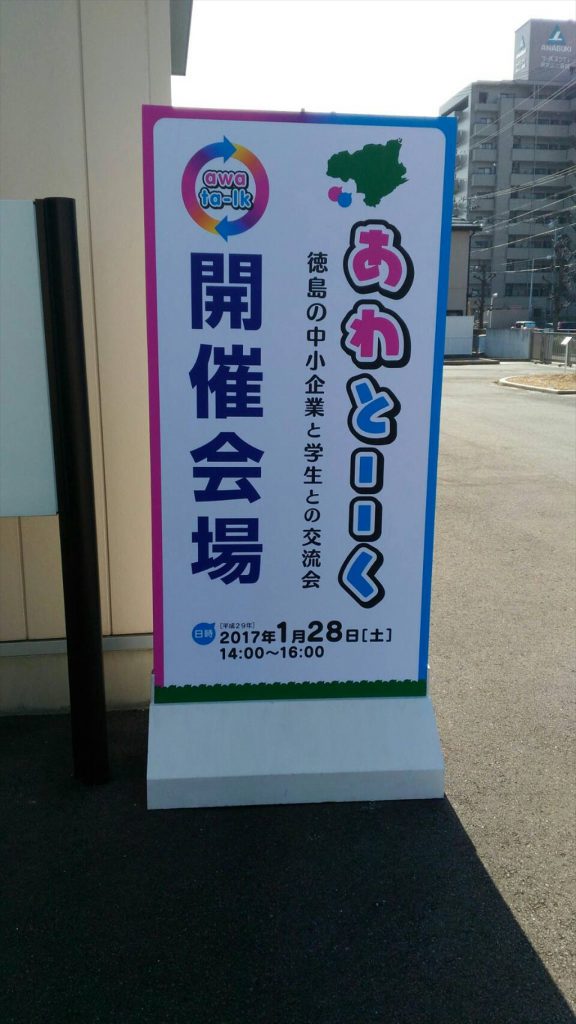 あわとーーく
徳島の中小企業と学生との交流会
awa
ta-lk
開催会場
日時
[平成29年]
2017年1月28日[土]
14:00〜16:00
ANABUKI